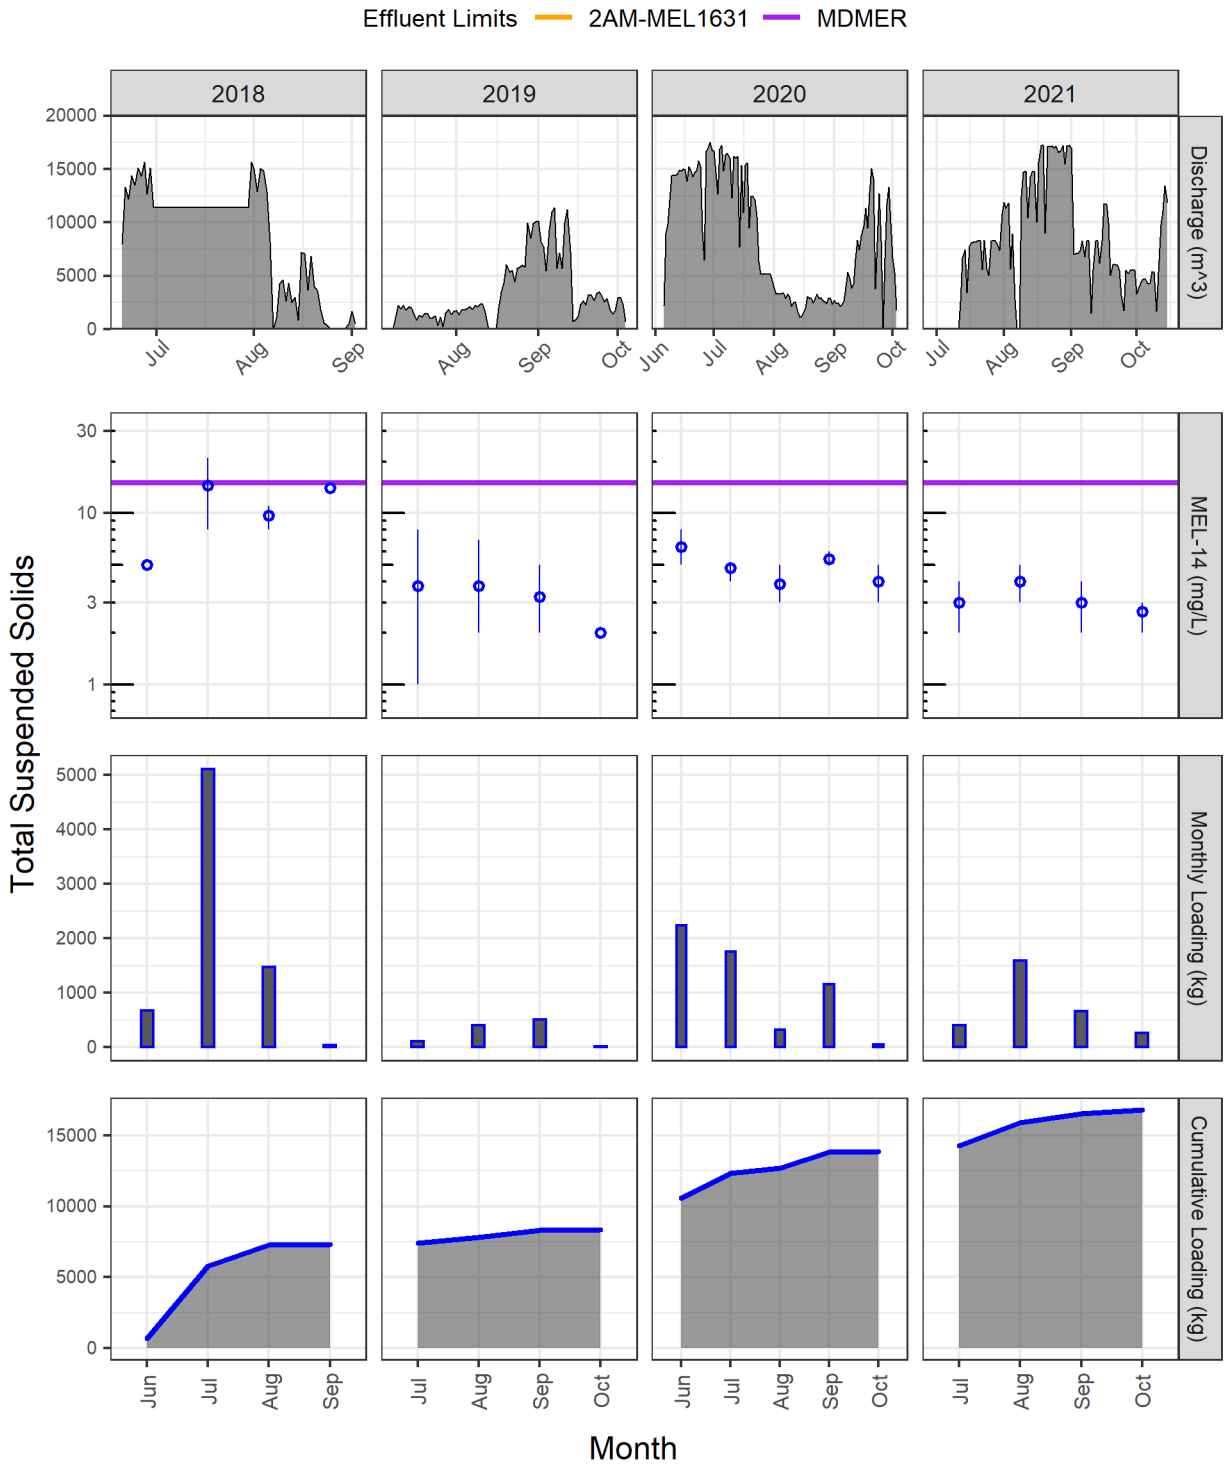 Effluent Limits 2AM-MEL1631 MDMER
2018 2019 2020 2021
20000
15000
10000
5000
0
Discharge (m^3)
Jul Aug Sep Aug Sep Oct Jun Jul Aug Sep Oct Jul Aug Sep Oct
Total Suspended Solids
30
10
3
1
MEL-14 (mg/L)
5000
4000
3000
2000
1000
0
Monthly Loading (kg)
15000
10000
5000
0
Cumulative Loading (kg)
Jun Jul Aug Sep Jul Aug Sep Oct Jun Jul Aug Sep Oct Jul Aug Sep Oct
Month